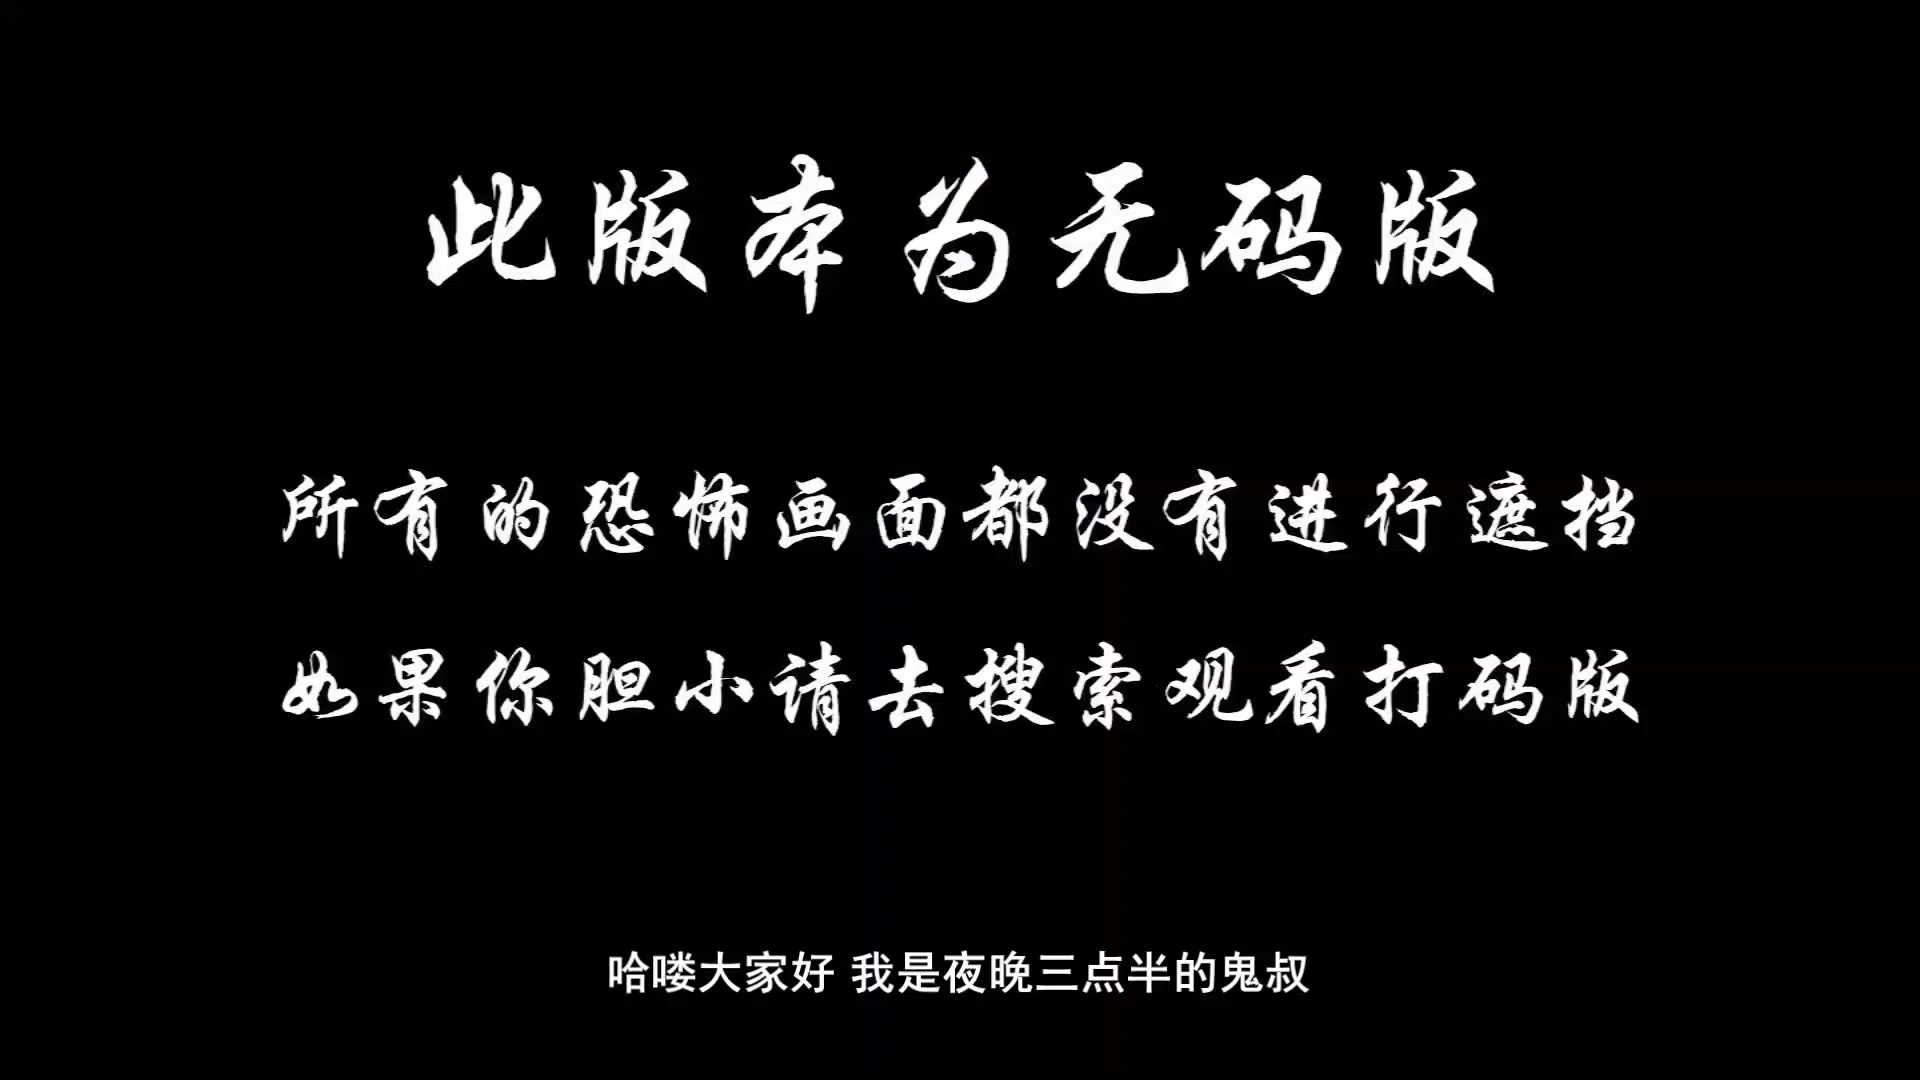 此版本为无码版
所有的恐怖画面都没有进行遮挡
如果你胆小请去搜索观看打码版
哈喽大家好 我是夜晚三点半的鬼叔